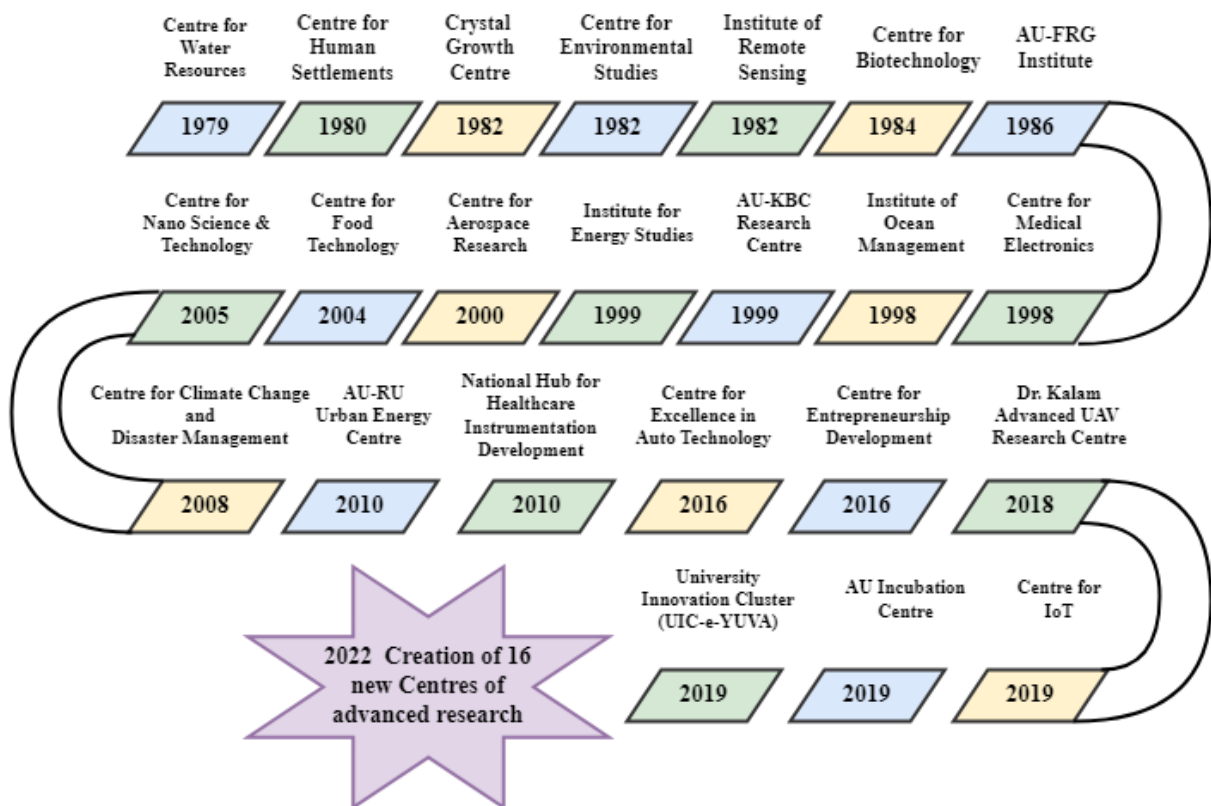 Centre for
Water
Resources
Centre for
Human
Settlements
Crystal
Growth
Centre
Centre for
Environmental
Studies
Institute of
Remote
Sensing
Centre for
Biotechnology
AU-FRG
Institute
1979
1980
1982
1982
1982
1984
1986
Centre for
Nano Science &
Technology
Centre for
Food
Technology
Centre for
Aerospace
Research
Institute for
Energy Studies
AU-KBC
Research
Centre
Institute
of
Ocean
Management
Centre for
Medical
Electronics
2005
2004
2000
1999
1999
1998
1998
Centre for Climate Change
and
Disaster Management
AU-RU
Urban Energy
Centre
National Hub for
Healthcare
Instrumentation
Development
Centre for
Excellence in
Auto Technology
Centre for
Entrepreneurship
Development
Dr. Kalam
Advanced UAV
Research Centre
2008
2010
2010
2016
2016
2018
University
Innovation Cluster
(UIC-e-YUVA)
AU Incubation
Centre
Centre for
IoT
2019
2019
2019
2022 Creation of 16
new Centres of
advanced research